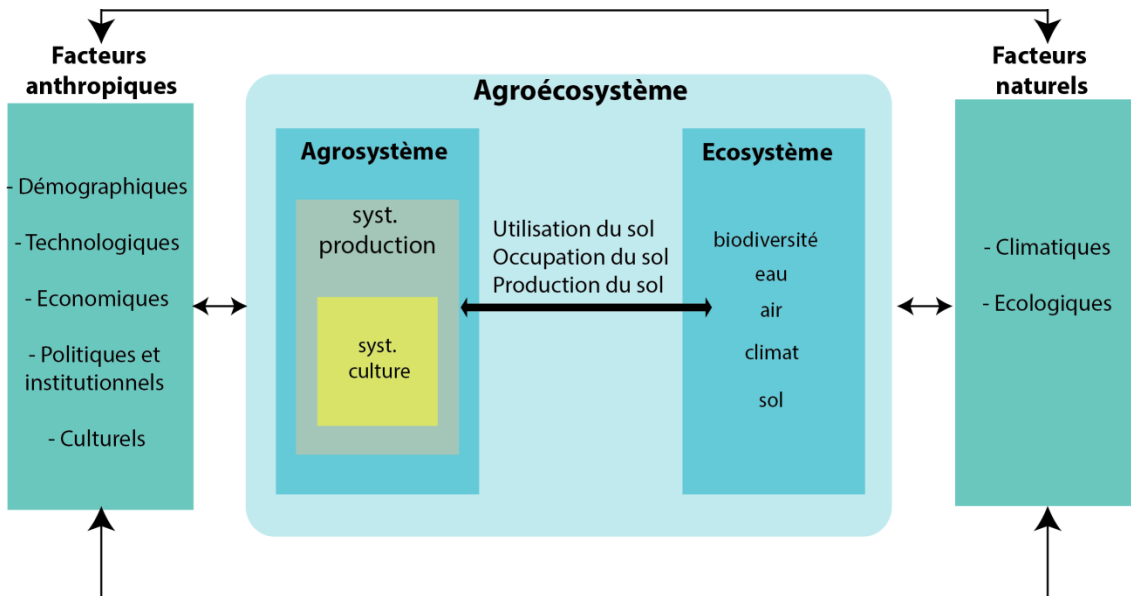 Facteurs
anthropiques
- Démographiques
- Technologiques
- Economiques
- Politiques et
institutionnels
- Culturels
Agroécosystème
Agrosystème
syst.
production
syst.
culture
Utilisation du sol
Occupation du sol
Production du sol
Ecosystème
biodiversité
eau
air
climat
sol
Facteurs
naturels
- Climatiques
- Ecologiques